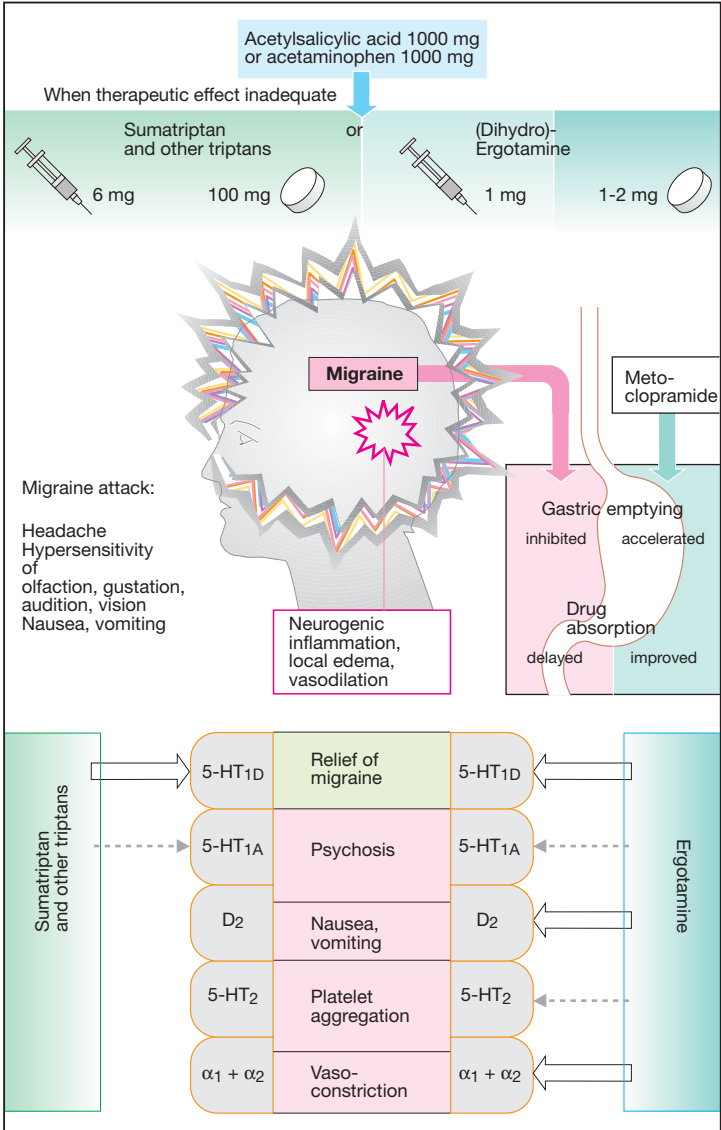 Acetylsalicylic acid 1000 mg
or acetaminophen 1000 mg
When therapeutic effect inadequate
Sumatriptan
and other triptans
or
(Dihydro)-
Ergotamine
6 mg
100 mg
1 mg
1-2 mg
Migraine
Meto-
clopramide
Migraine attack:
Headache
Hypersensitivity
of
olfaction, gustation,
audition, vision
Nausea, vomiting
Neurogenic
inflammation,
local edema,
vasodilation
Gastric emptying
inhibited
accelerated
Drug
absorption
delayed
improved
Sumatriptan
and other triptans
5-HT1D
Relief of
migraine
5-HT1D
5-HT1A
Psychosis
5-HT1A
D2
Nausea,
vomiting
D2
5-HT2
Platelet
aggregation
5-HT2
α1 + α2
Vaso-
constriction
α1 + α2
Ergotamine